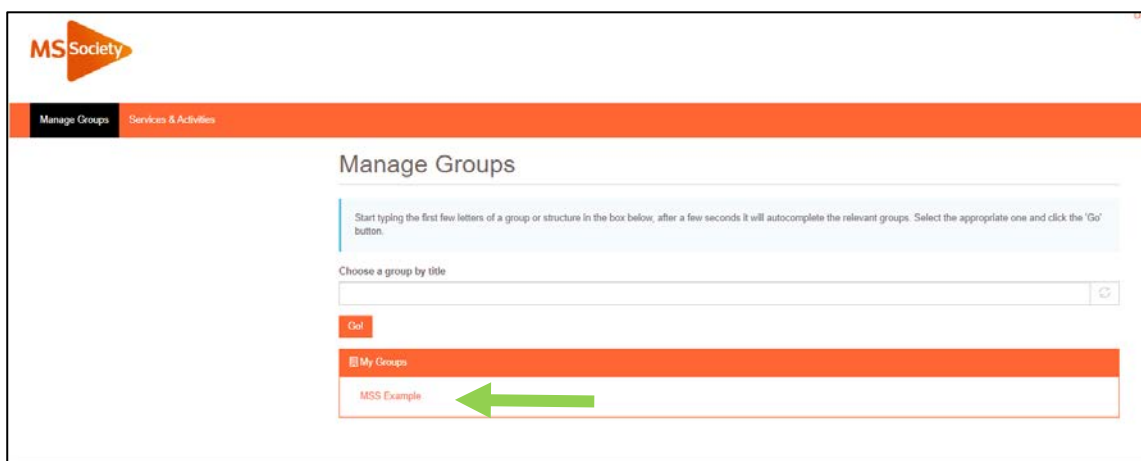 MS Society
Manage Groups Services & Activities
Manage Groups
Start typing the first few letters of a group or structure in the box below, after a few seconds it will autocomplete the relevant groups. Select the appropriate one and click the 'Go'
button.
Choose a group by title
Go!
My Groups
MSS Example